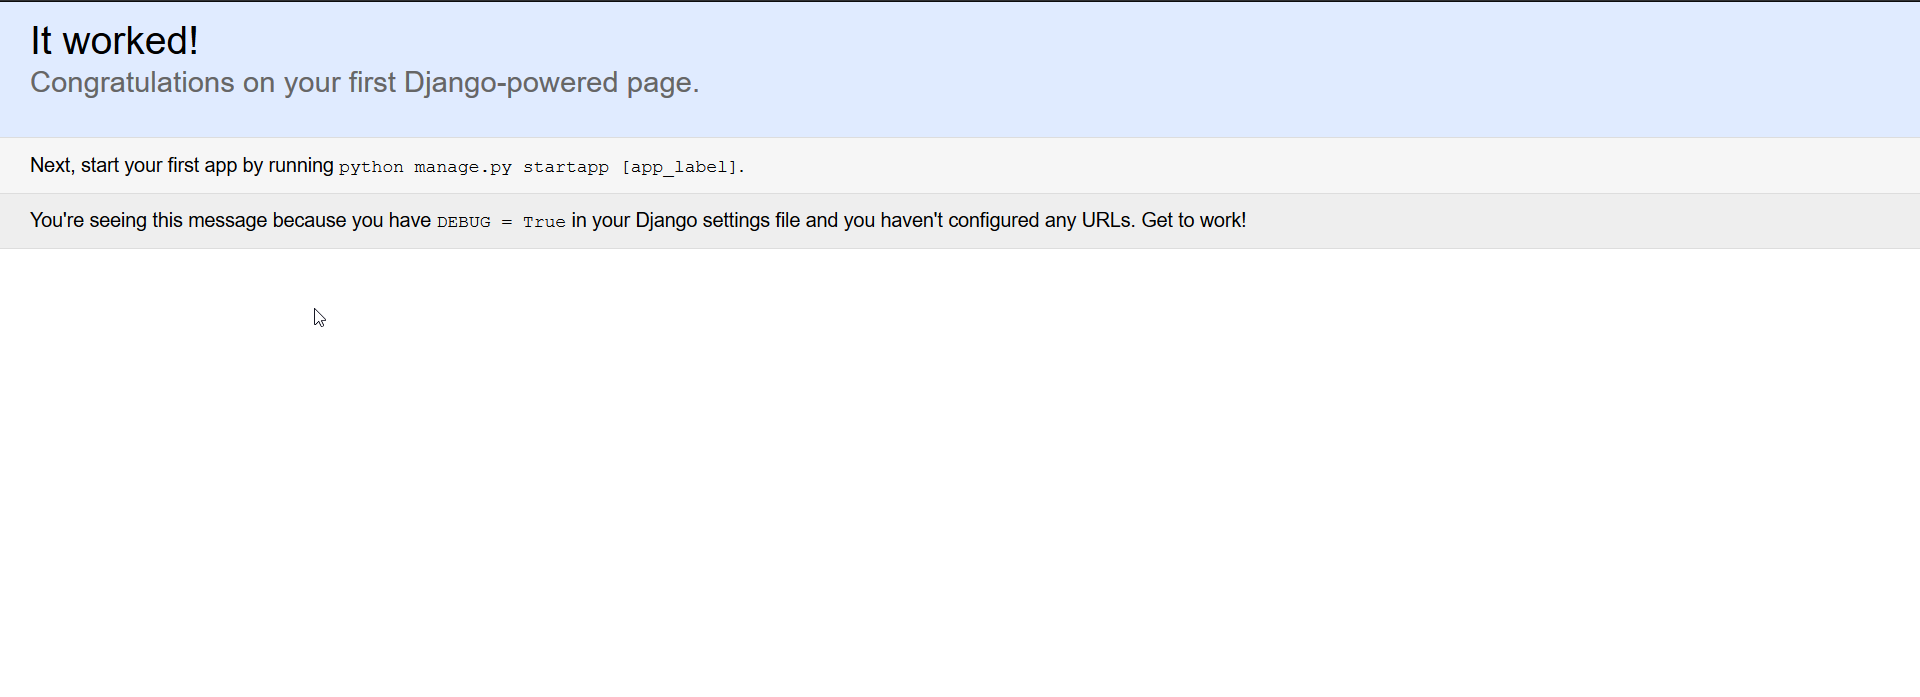 It worked!
Congratulations on your first Django-powered page.
Next, start your first app by running python manage.py startapp [app_label].
You're seeing this message because you have DEBUG = True in your Django settings file and you haven't configured any URLs. Get to work!